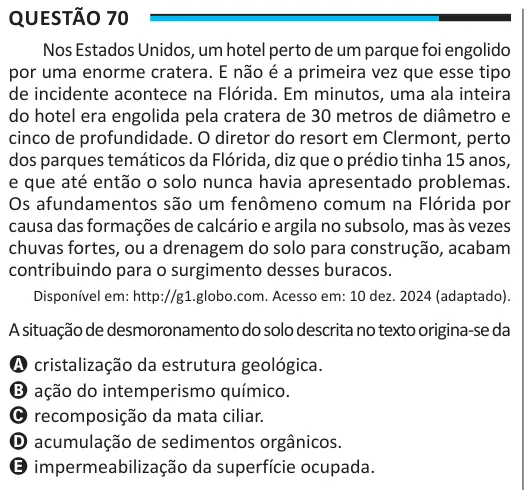 QUESTÃO 70
Nos Estados Unidos, um hotel perto de um parque foi engolido
por uma enorme cratera. E não é a primeira vez que esse tipo
de incidente acontece na Flórida. Em minutos, uma ala inteira
do hotel era engolida pela cratera de 30 metros de diâmetro e
cinco de profundidade. O diretor do resort em Clermont, perto
dos parques temáticos da Flórida, diz que o prédio tinha 15 anos,
e que até então o solo nunca havia apresentado problemas.
Os afundamentos são um fenômeno comum na Flórida por
causa das formações de calcário e argila no subsolo, mas às vezes
chuvas fortes, ou a drenagem do solo para construção, acabam
contribuindo para o surgimento desses buracos.
Disponível em: http://g1.globo.com. Acesso em: 10 dez. 2024 (adaptado).
A situação de desmoronamento do solo descrita no texto origina-se da
A cristalização da estrutura geológica.
B ação do intemperismo químico.
C recomposição da mata ciliar.
D acumulação de sedimentos orgânicos.
E impermeabilização da superfície ocupada.